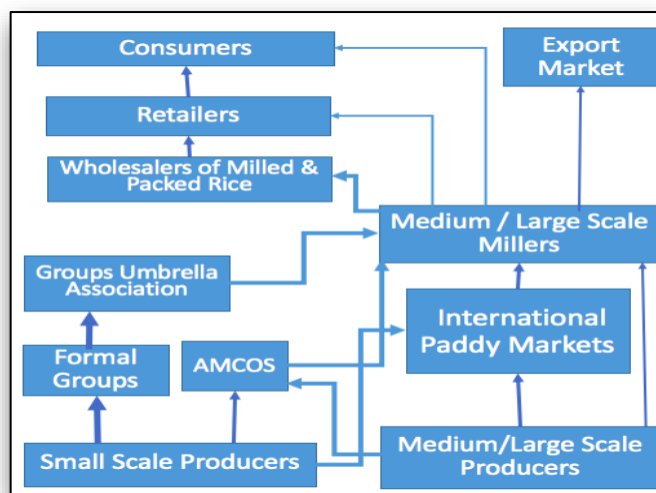 Consumers
Export
Market
Retailers
Wholesalers of Milled &
Packed Rice
Medium / Large Scale
Millers
Groups Umbrella
Association
International
Paddy Markets
Formal
Groups
AMCOS
Small Scale Producers
Medium/Large Scale
Producers